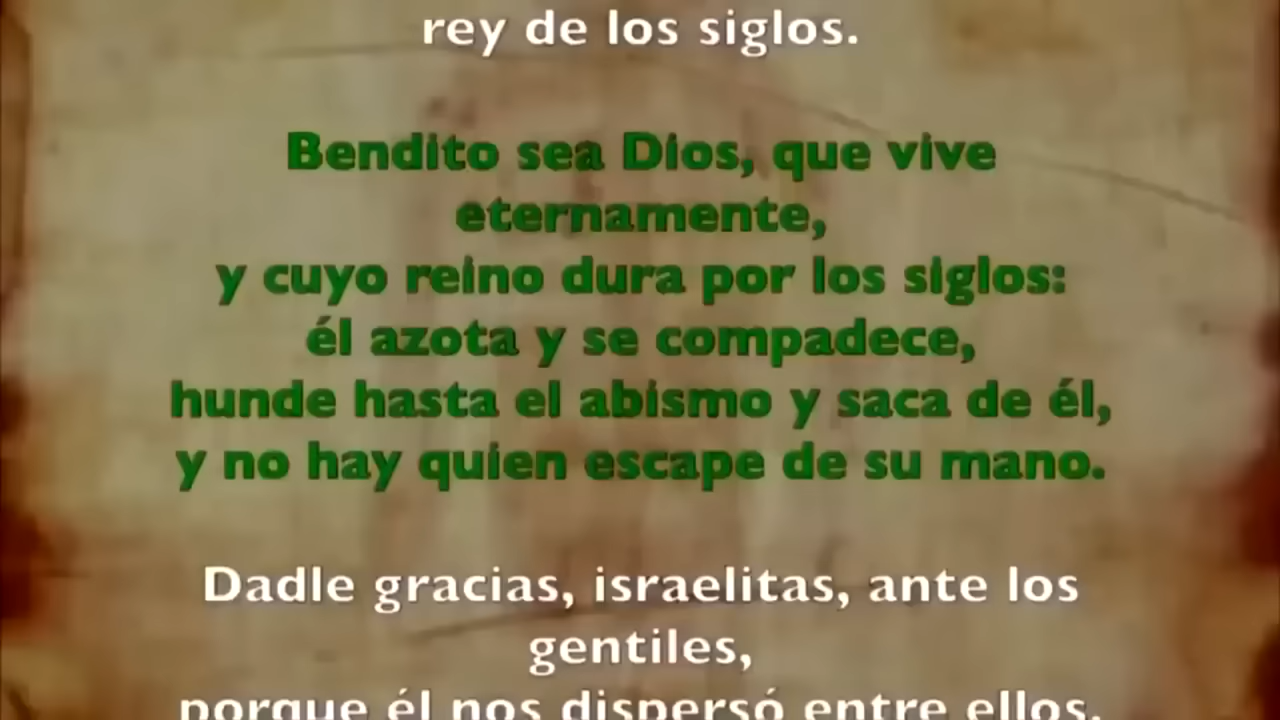 rey de los siglos.
Bendito sea Dios, que vive
eternamente,
y cuyo reino dura por los siglos:
él azota y se compadece,
hunde hasta el abismo y saca de él,
y no hay quien escape de su mano.
Dadle gracias, israelitas, ante los
gentiles,
porque él nos dispersó entre ellos.